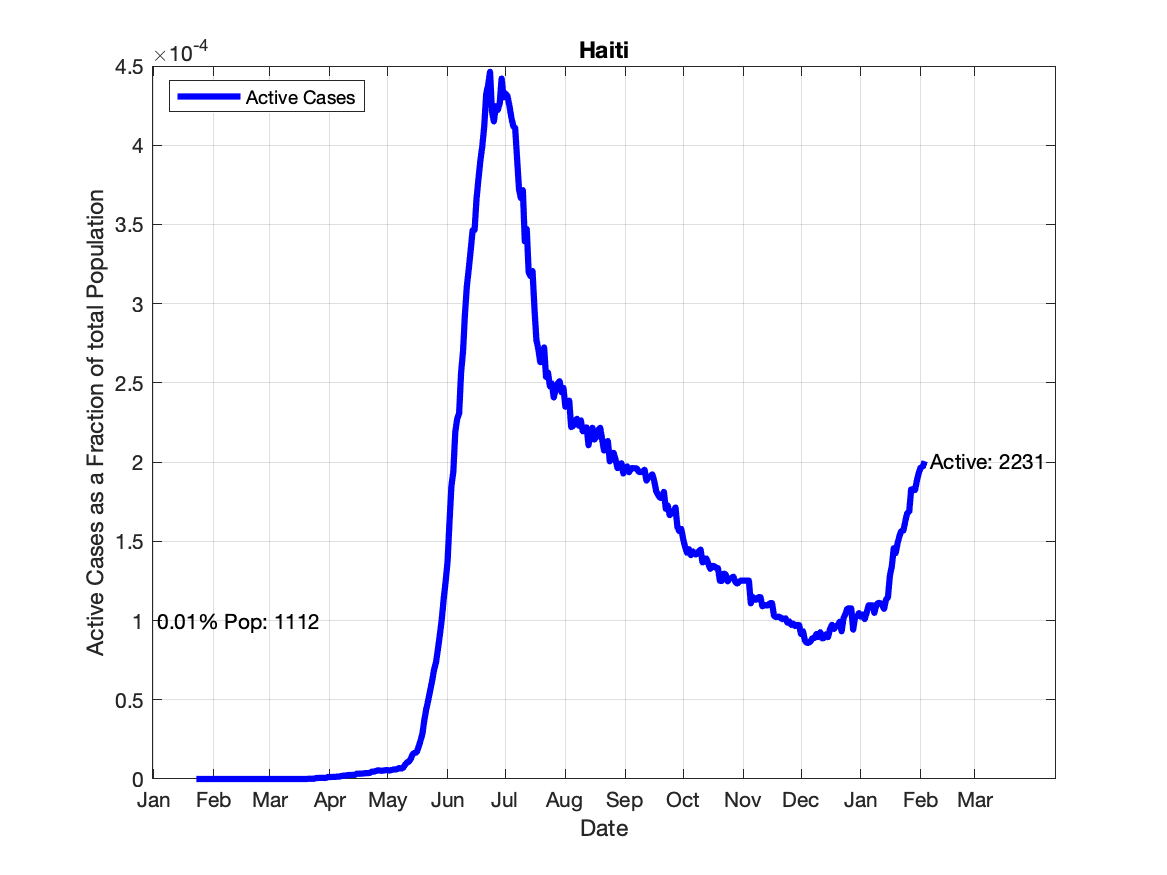 Haiti
×10-4
Active Cases
4.5
4
3.5
3
2.5
2
1.5
1
0.5
0
Active Cases as a Fraction of total Population
Active: 2231
0.01% Pop: 1112
Jan Feb Mar Apr May Jun Jul Aug Sep Oct Nov Dec Jan Feb Mar
Date